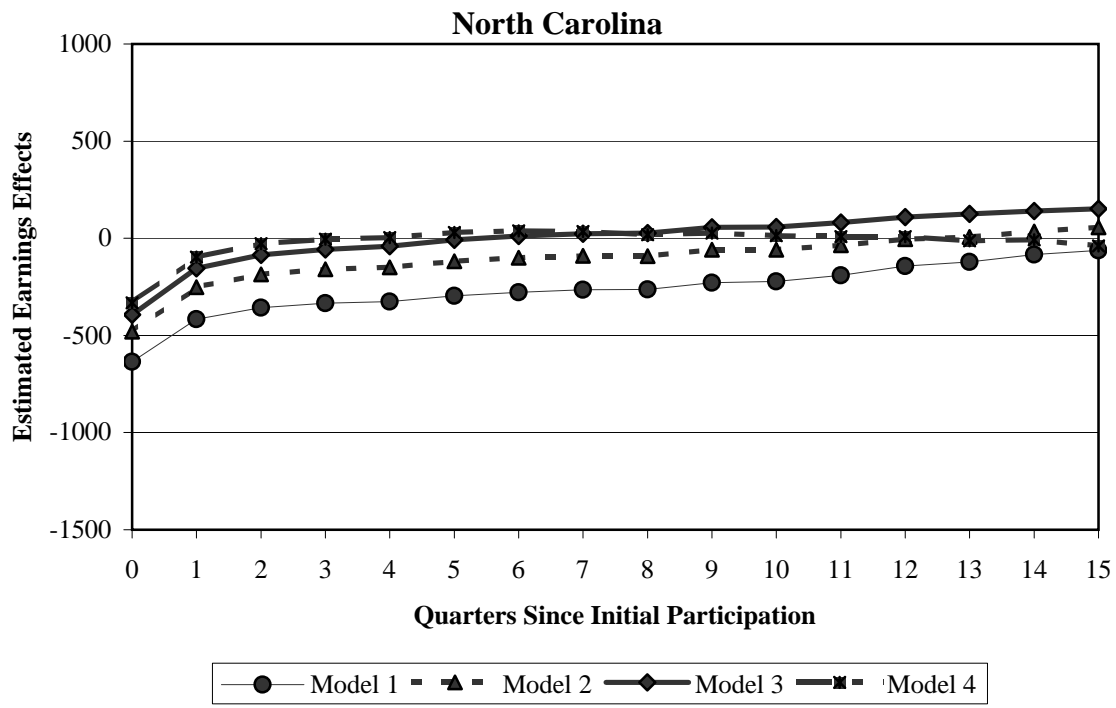 North Carolina
1000
500
0
-500
-1000
-1500
Estimated Earnings Effects
0 1 2 3 4 5 6 7 8 9 10 11 12 13 14 15
Quarters Since Initial Participation
Model 1 Model 2 Model 3 Model 4